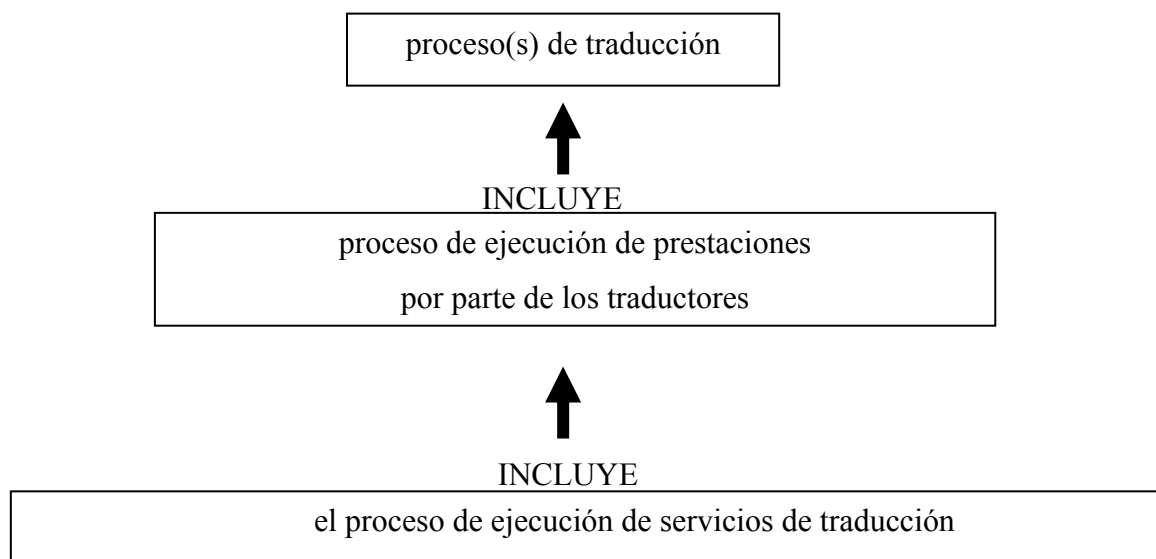 proceso(s) de traducción
INCLUYE
proceso de ejecución de prestaciones
por parte de los traductores
INCLUYE
el proceso de ejecución de servicios de traducción